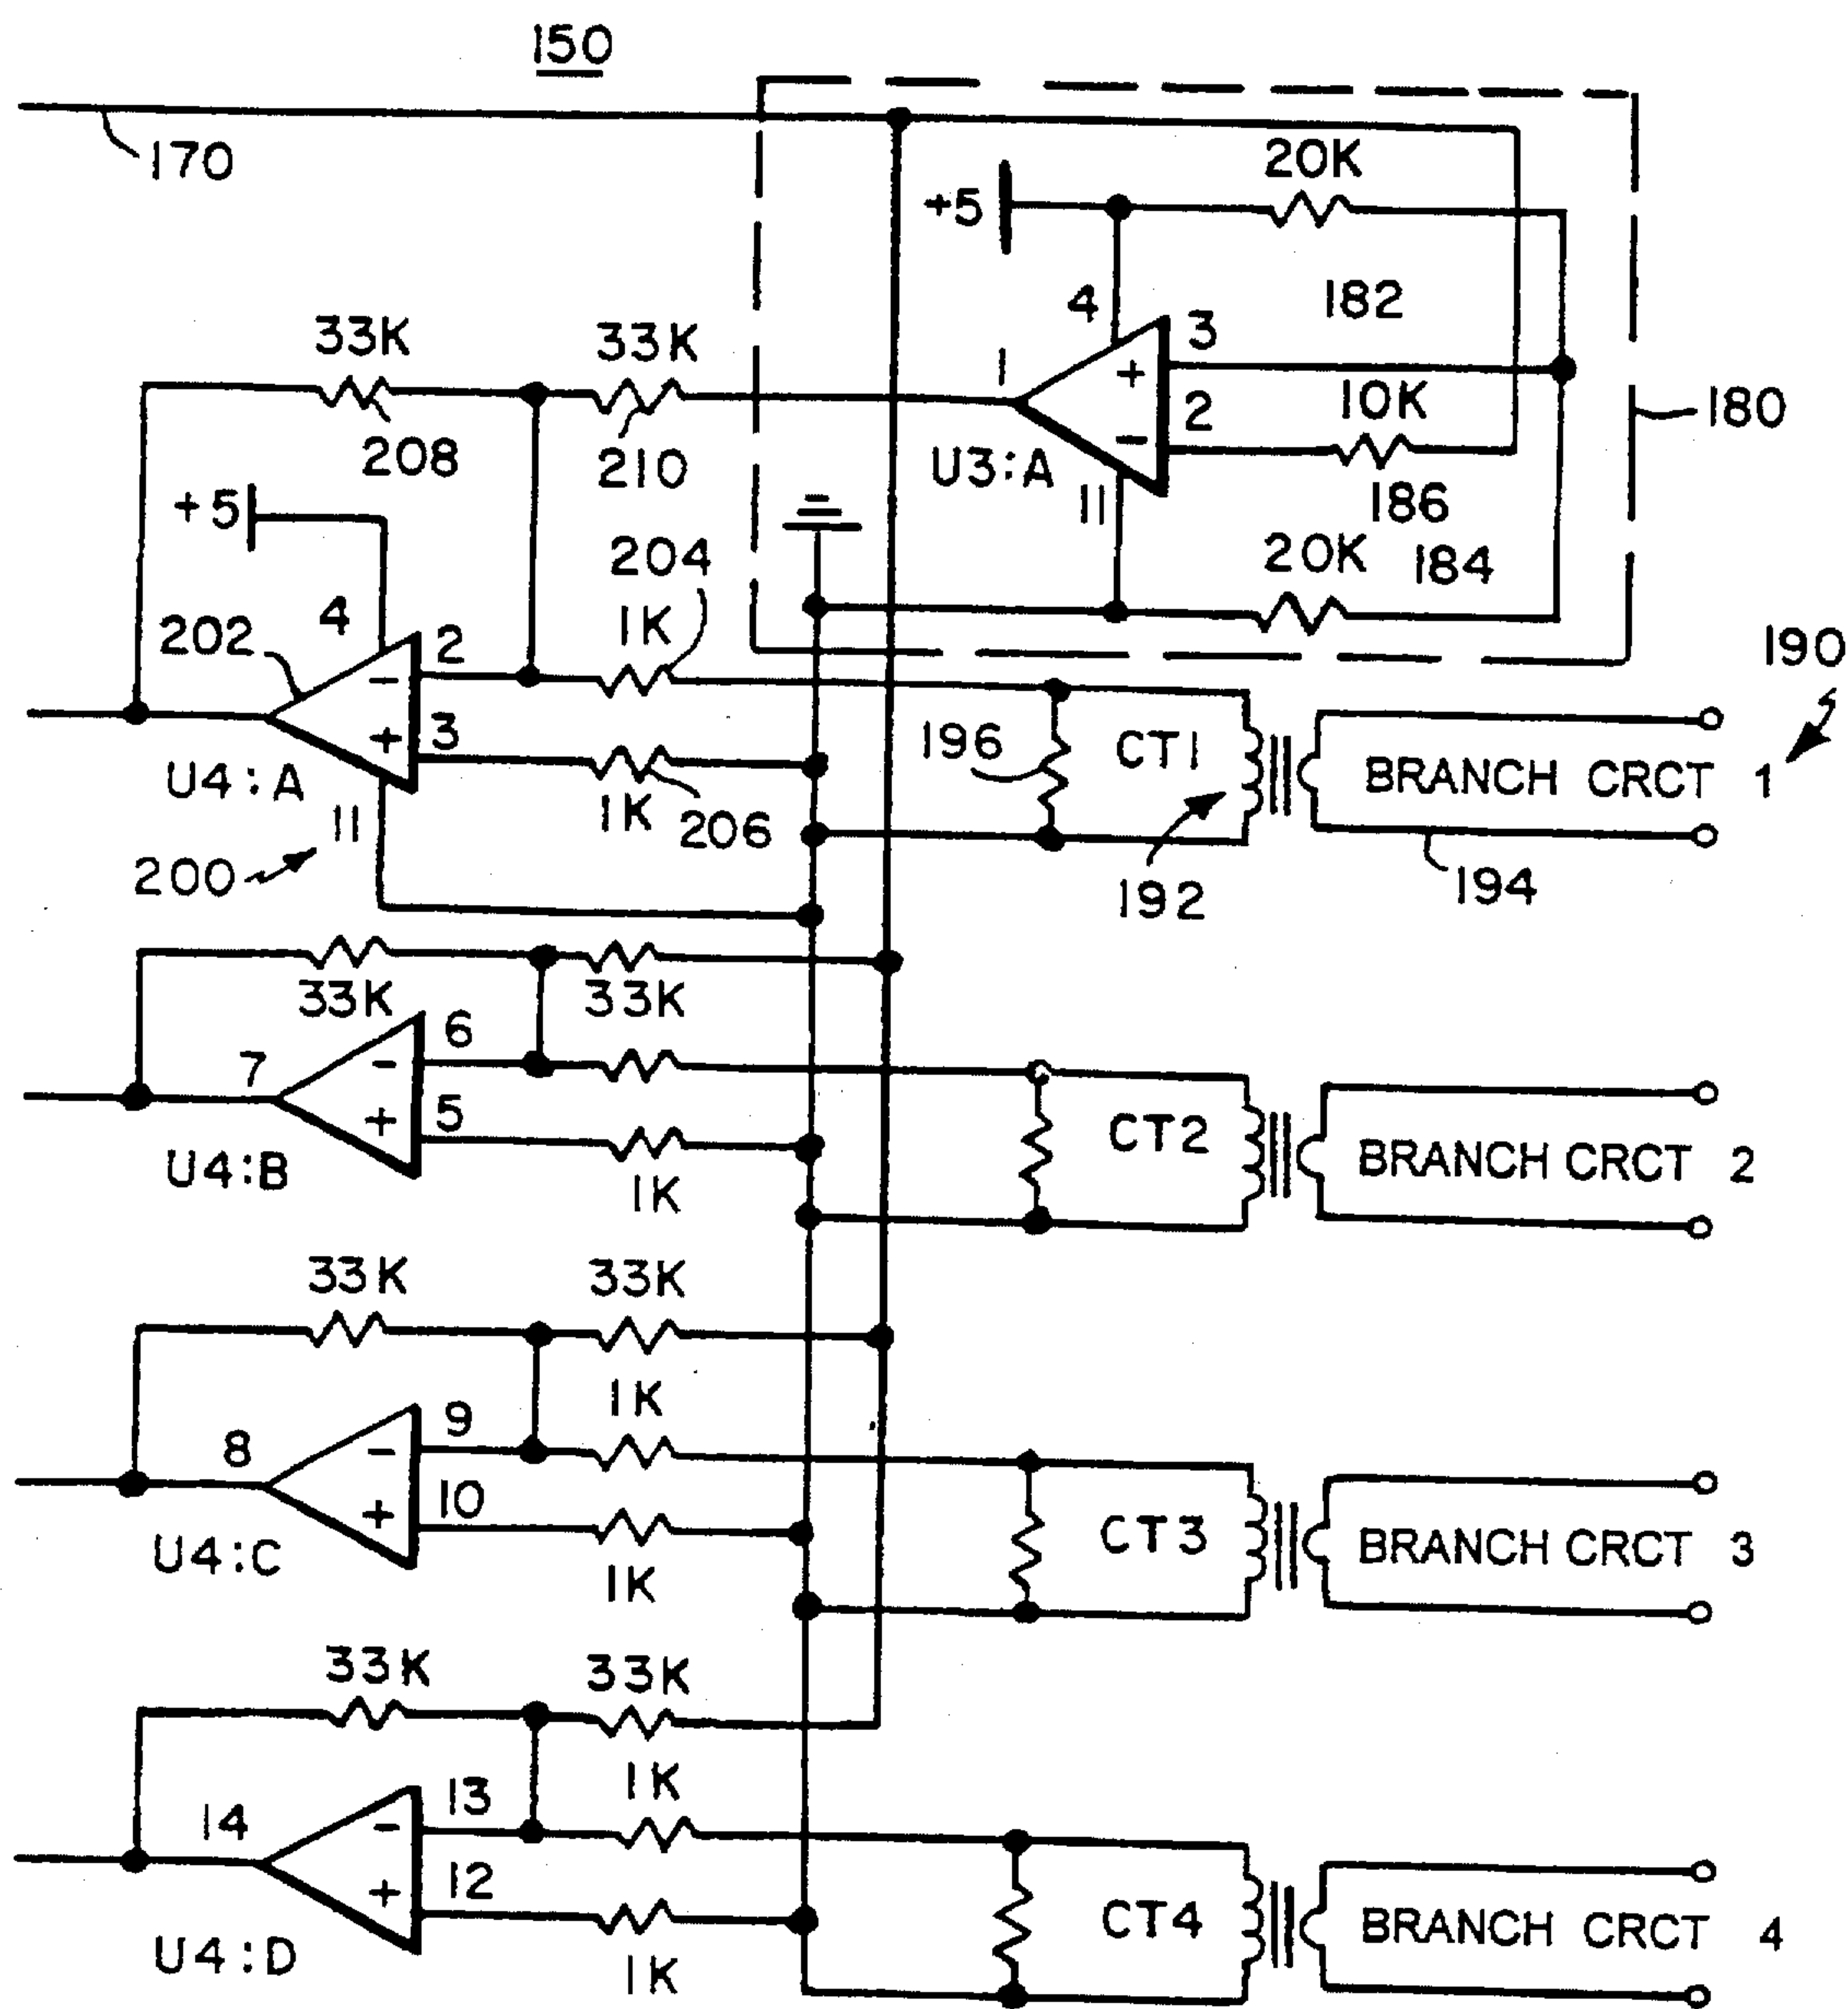 150
170
20K
+5
182
4
3
33K
33K
1
+
10K
2
180
208
210
U3:A
-
11
186
+5
204
20K
184
4
1K
202
2
190
-
3
196
CT1
+
BRANCH CRCT 1
U4:A
1K
206
11
200
192
194
33K
33K
6
7
-
5
CT2
+
BRANCH CRCT 2
U4:B
1K
33K
33K
1K
9
8
-
10
+
CT3
BRANCH CRCT 3
U4:C
1K
33K
33K
1K
13
14
-
12
+
CT4
BRANCH CRCT 4
U4:D
1K